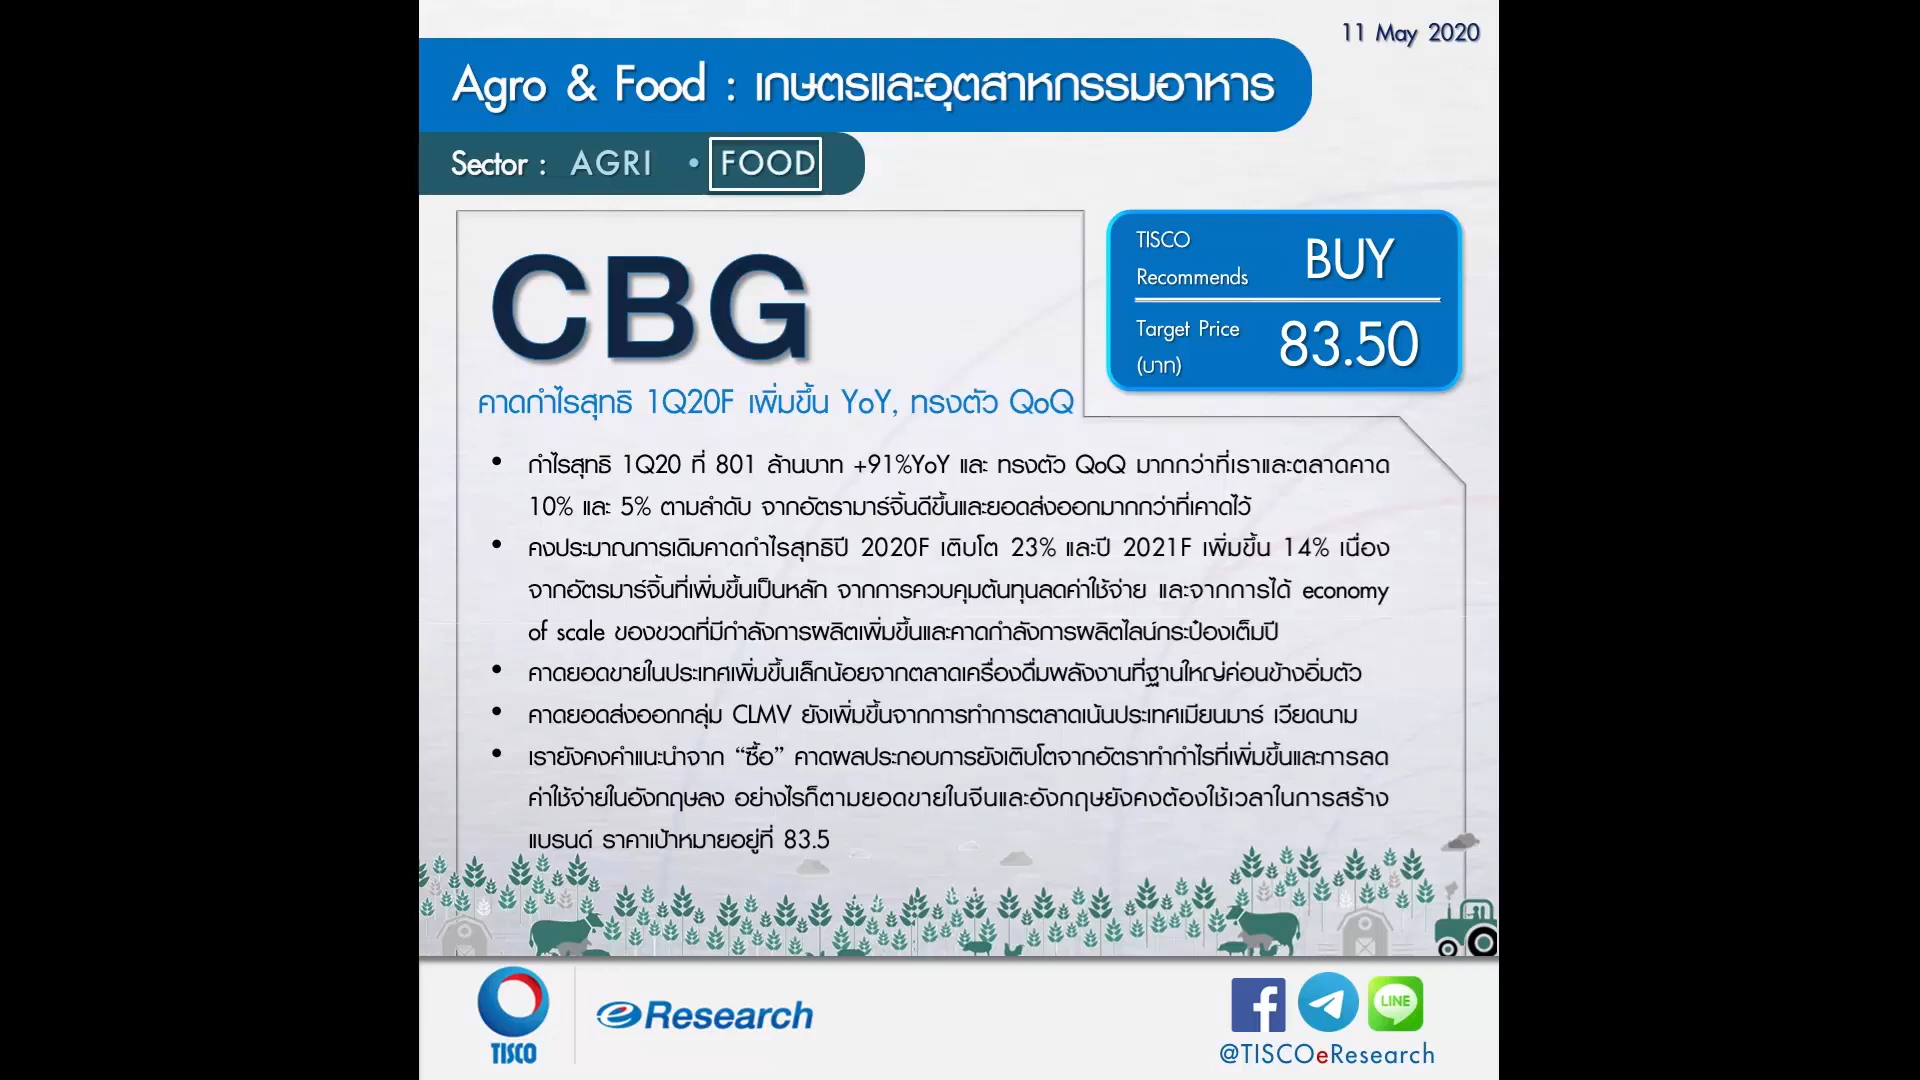 11 May 2020
Agro & Food : เกษตรและอุตสาหกรรมอาหาร
Sector : AGRI • FOOD
CBG
TISCO Recommends BUY
Target Price (บาท) 83.50
คาดกำไรสุทธิ 1Q20F เพิ่มขึ้น YoY, ทรงตัว QoQ
• กำไรสุทธิ 1Q20 ที่ 801 ล้านบาท +91%YoY และ ทรงตัว QoQ มากกว่าที่เราและตลาดคาด
10% และ 5% ตามลำดับ จากอัตรามาร์จิ้นดีขึ้นและยอดส่งออกมากกว่าที่เคาดไว้
• คงประมาณการเดิมคาดกำไรสุทธิปี 2020F เติบโต 23% และปี 2021F เพิ่มขึ้น 14% เนื่อง
จากอัตรมาร์จิ้นที่เพิ่มขึ้นเป็นหลัก จากการควบคุมต้นทุนลดค่าใช้จ่าย และจากการได้ economy
of scale ของขวดที่มีกำลังการผลิตเพิ่มขึ้นและคาดกำลังการผลิตไลน์กระป๋องเต็มปี
• คาดยอดขายในประเทศเพิ่มขึ้นเล็กน้อยจากตลาดเครื่องดื่มพลังงานที่ฐานใหญ่ค่อนข้างอิ่มตัว
• คาดยอดส่งออกกลุ่ม CLMV ยังเพิ่มขึ้นจากการทำการตลาดเน้นประเทศเมียนมาร์ เวียดนาม
• เรายังคงคำแนะนำจาก “ซื้อ” คาดผลประกอบการยังเติบโตจากอัตราทำกำไรที่เพิ่มขึ้นและการลด
ค่าใช้จ่ายในอังกฤษลง อย่างไรก็ตามยอดขายในจีนและอังกฤษยังคงต้องใช้เวลาในการสร้าง
แบรนด์ ราคาเป้าหมายอยู่ที่ 83.5
TISCO
eResearch
LINE
@TISCOeResearch